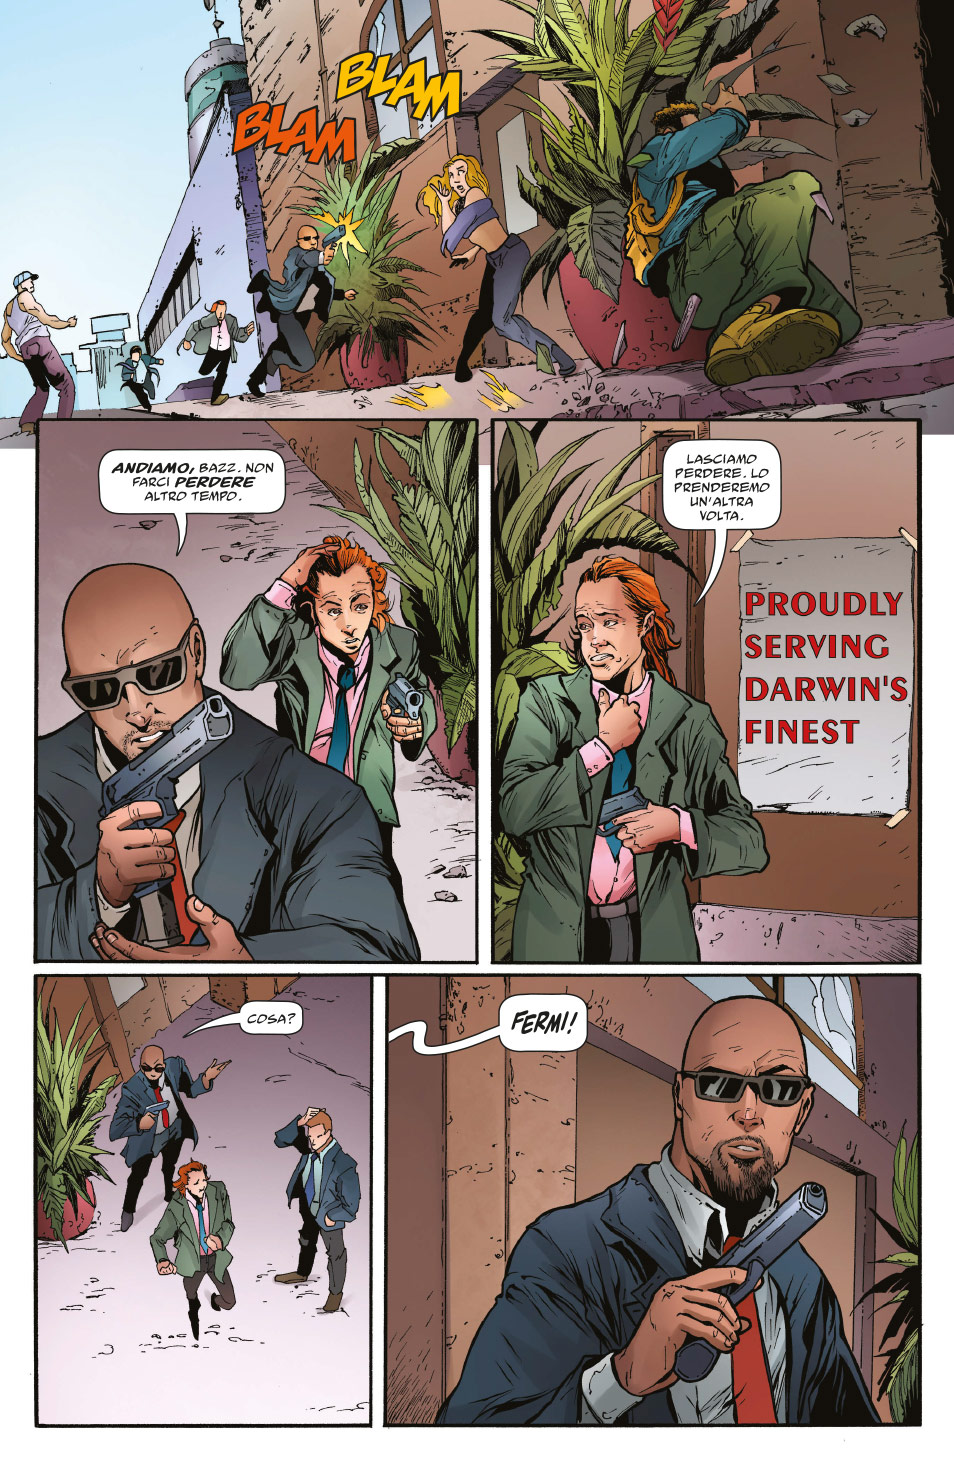 BLAM
BLAM
ANDIAMO, BAZZ. NON
FARCI PERDERE
ALTRO TEMPO.
LASCIAMO
PERDERE. LO
PRENDEREMO
UN'ALTRA
VOLTA.
PROUDLY
SERVING
DARWIN'S
FINEST
COSA?
FERMI!